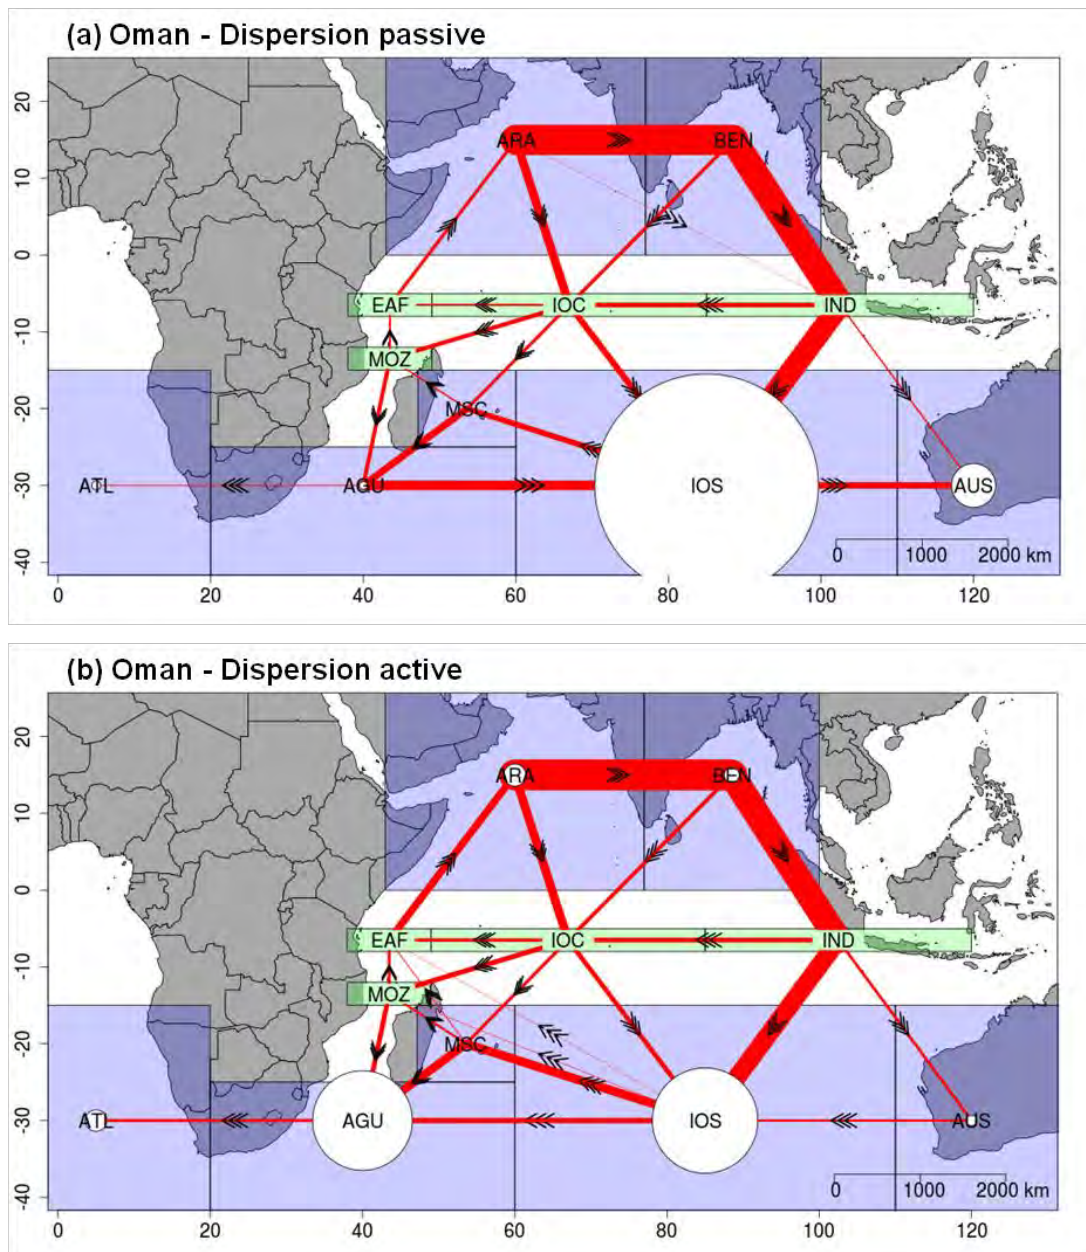 (a) Oman - Dispersion passive
20
10
0
-10
-20
-30
-40
ARA
BEN
EAF
IOC
IND
MOZ
MSC
ATL
AGU
IOS
AUS
0 1000 2000 km
0 20 40 60 80 100 120
(b) Oman - Dispersion active
20
10
0
-10
-20
-30
-40
ARA
BEN
EAF
IOC
IND
MOZ
MSC
ATL
AGU
IOS
AUS
0 1000 2000 km
0 20 40 60 80 100 120